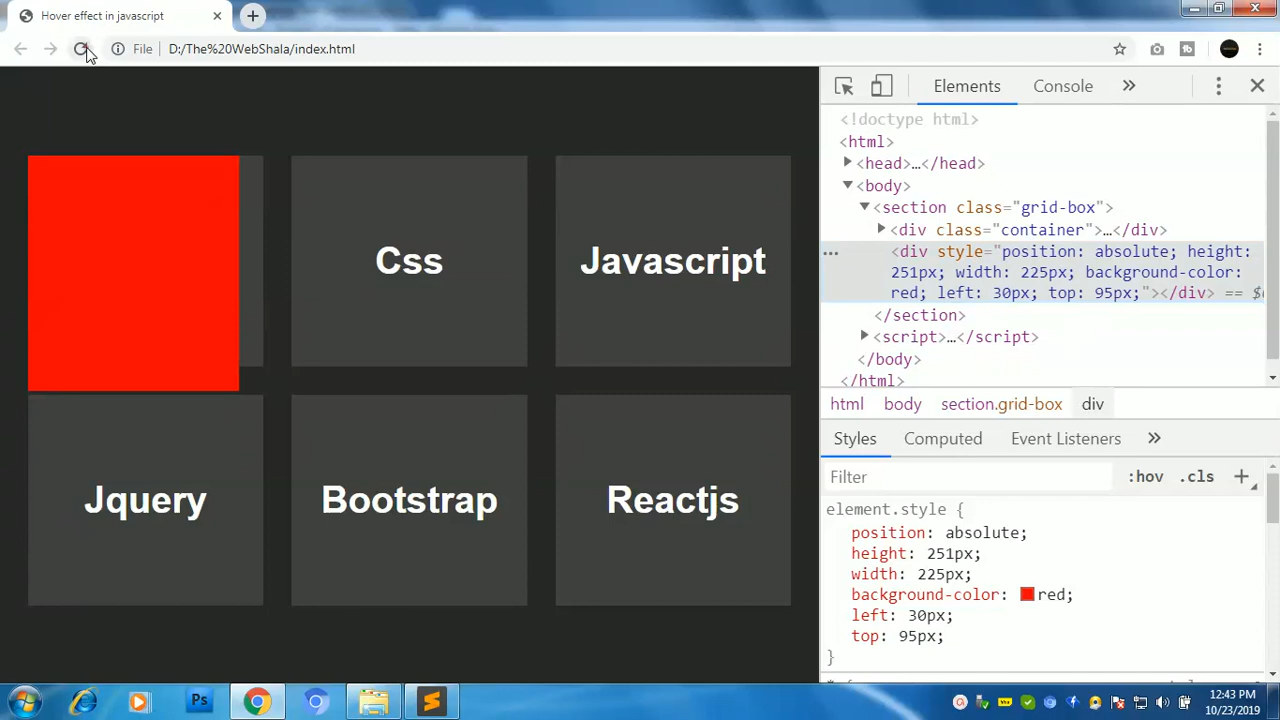 Hover effect in javascript
File
D:/The%20WebShala/index.html
Css
Javascript
Jquery
Bootstrap
Reactjs
Elements
Console
<!doctype html>
<html>
<head>…</head>
<body>
<section class="grid-box">
<div class="container">…</div>
<div style="position: absolute; height:
251px; width: 225px; background-color:
red; left: 30px; top: 95px;"></div> ==
</section>
<script>…</script>
</body>
</html>
html body section.grid-box div
Styles Computed Event Listeners
Filter :hov .cls
element.style {
position: absolute;
height: 251px;
width: 225px;
background-color: red;
left: 30px;
top: 95px;
}
Ps
12:43 PM
10/23/2019